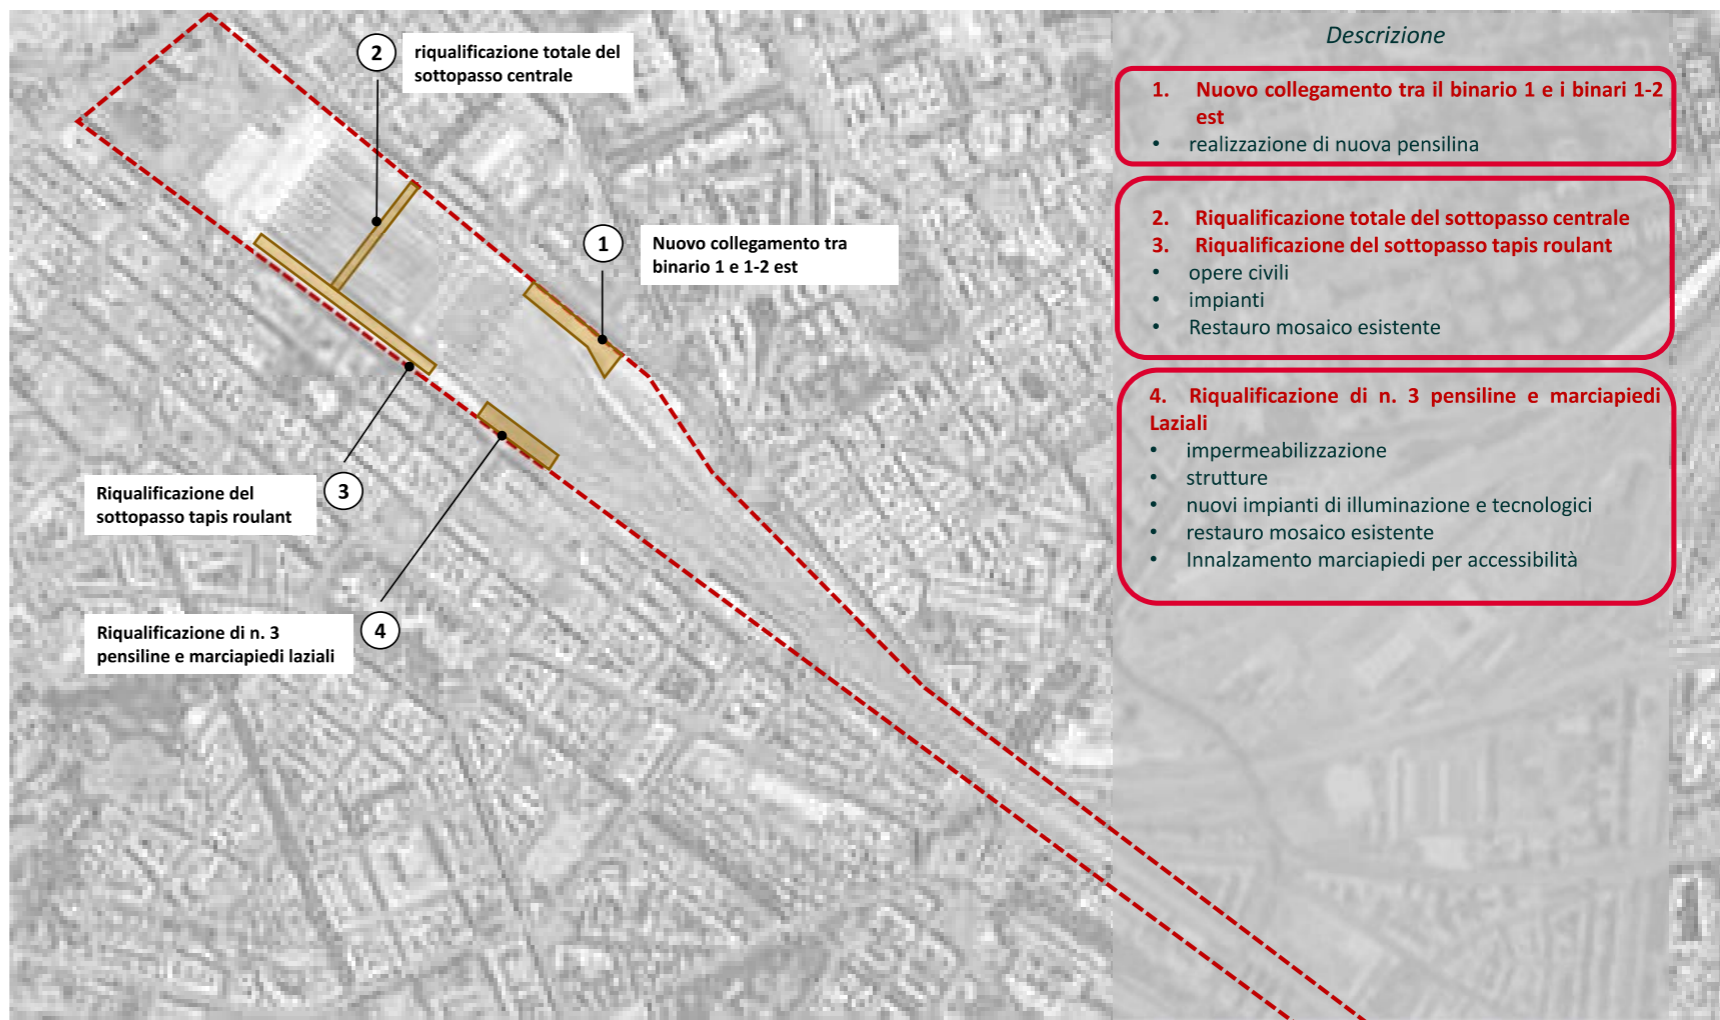 2
riqualificazione totale del
sottopasso centrale
1
Nuovo collegamento tra
binario 1 e 1-2 est
Riqualificazione del
sottopasso tapis roulant
3
Riqualificazione di n. 3
pensiline e marciapiedi laziali
4
Descrizione
1. Nuovo collegamento tra il binario 1 e i binari 1-2
est
• realizzazione di nuova pensilina
2. Riqualificazione totale del sottopasso centrale
3. Riqualificazione del sottopasso tapis roulant
• opere civili
• impianti
• Restauro mosaico esistente
4. Riqualificazione di n. 3 pensiline e marciapiedi
Laziali
• impermeabilizzazione
• strutture
• nuovi impianti di illuminazione e tecnologici
• restauro mosaico esistente
• Innalzamento marciapiedi per accessibilità